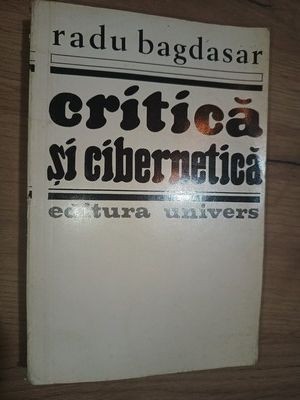 radu bagdasar
critică
și cibernetică
editura univers